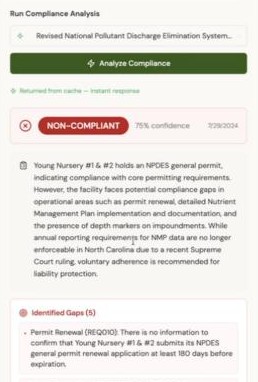 Run Compliance Analysis
Revised National Pollutant Discharge Elimination System...
Analyze Compliance
Returned from cache — Instant response
NON-COMPLIANT 75% confidence 7/29/2024
Young Nursery #1 & #2 holds an NPDES general permit,
indicating compliance with core permitting requirements.
However, the facility faces potential compliance gaps in
operational areas such as permit renewal, detailed Nutrient
Management Plan implementation and documentation, and
the presence of depth markers on impoundments. While
annual reporting requirements for NMP data are no longer
enforceable in North Carolina due to a recent Supreme
Court ruling, voluntary adherence is recommended for
liability protection.
Identified Gaps (5)
• Permit Renewal (REQ010): There is no information to
confirm that Young Nursery #1 & #2 submits its NPDES
general permit renewal application at least 180 days before
expiration.